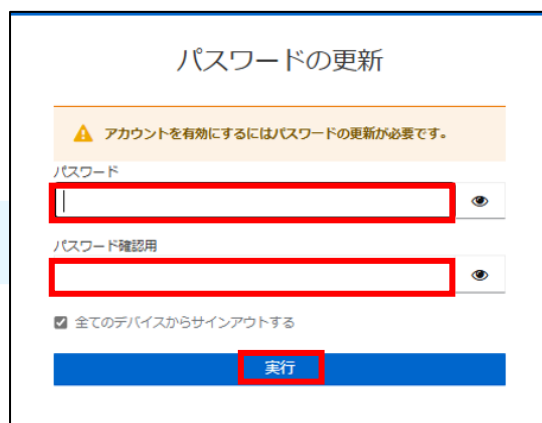 パスワードの更新
アカウントを有効にするにはパスワードの更新が必要です。
パスワード
パスワード確認用
全てのデバイスからサインアウトする
実行